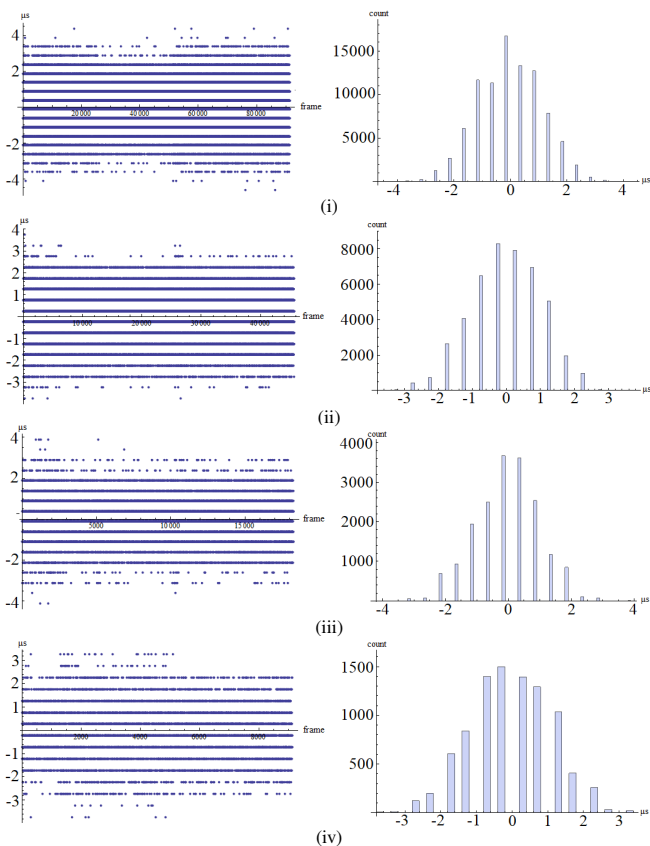 µs
4
2
-2
-4
20 000 40 000 60 000 80 000 frame
count
15000
10000
5000
-4 -2 0 2 4 µs
(i)
µs
4
3
2
1
-1
-2
-3
10 000 20 000 30 000 40 000 frame
count
8000
6000
4000
2000
-3 -2 -1 0 1 2 3 µs
(ii)
µs
4
2
-2
-4
5000 10 000 15 000 frame
count
4000
3000
2000
1000
-4 -2 0 2 4 µs
(iii)
µs
3
2
1
-1
-2
-3
2000 4000 6000 8000 frame
count
1500
1000
500
-3 -2 -1 0 1 2 3 µs
(iv)